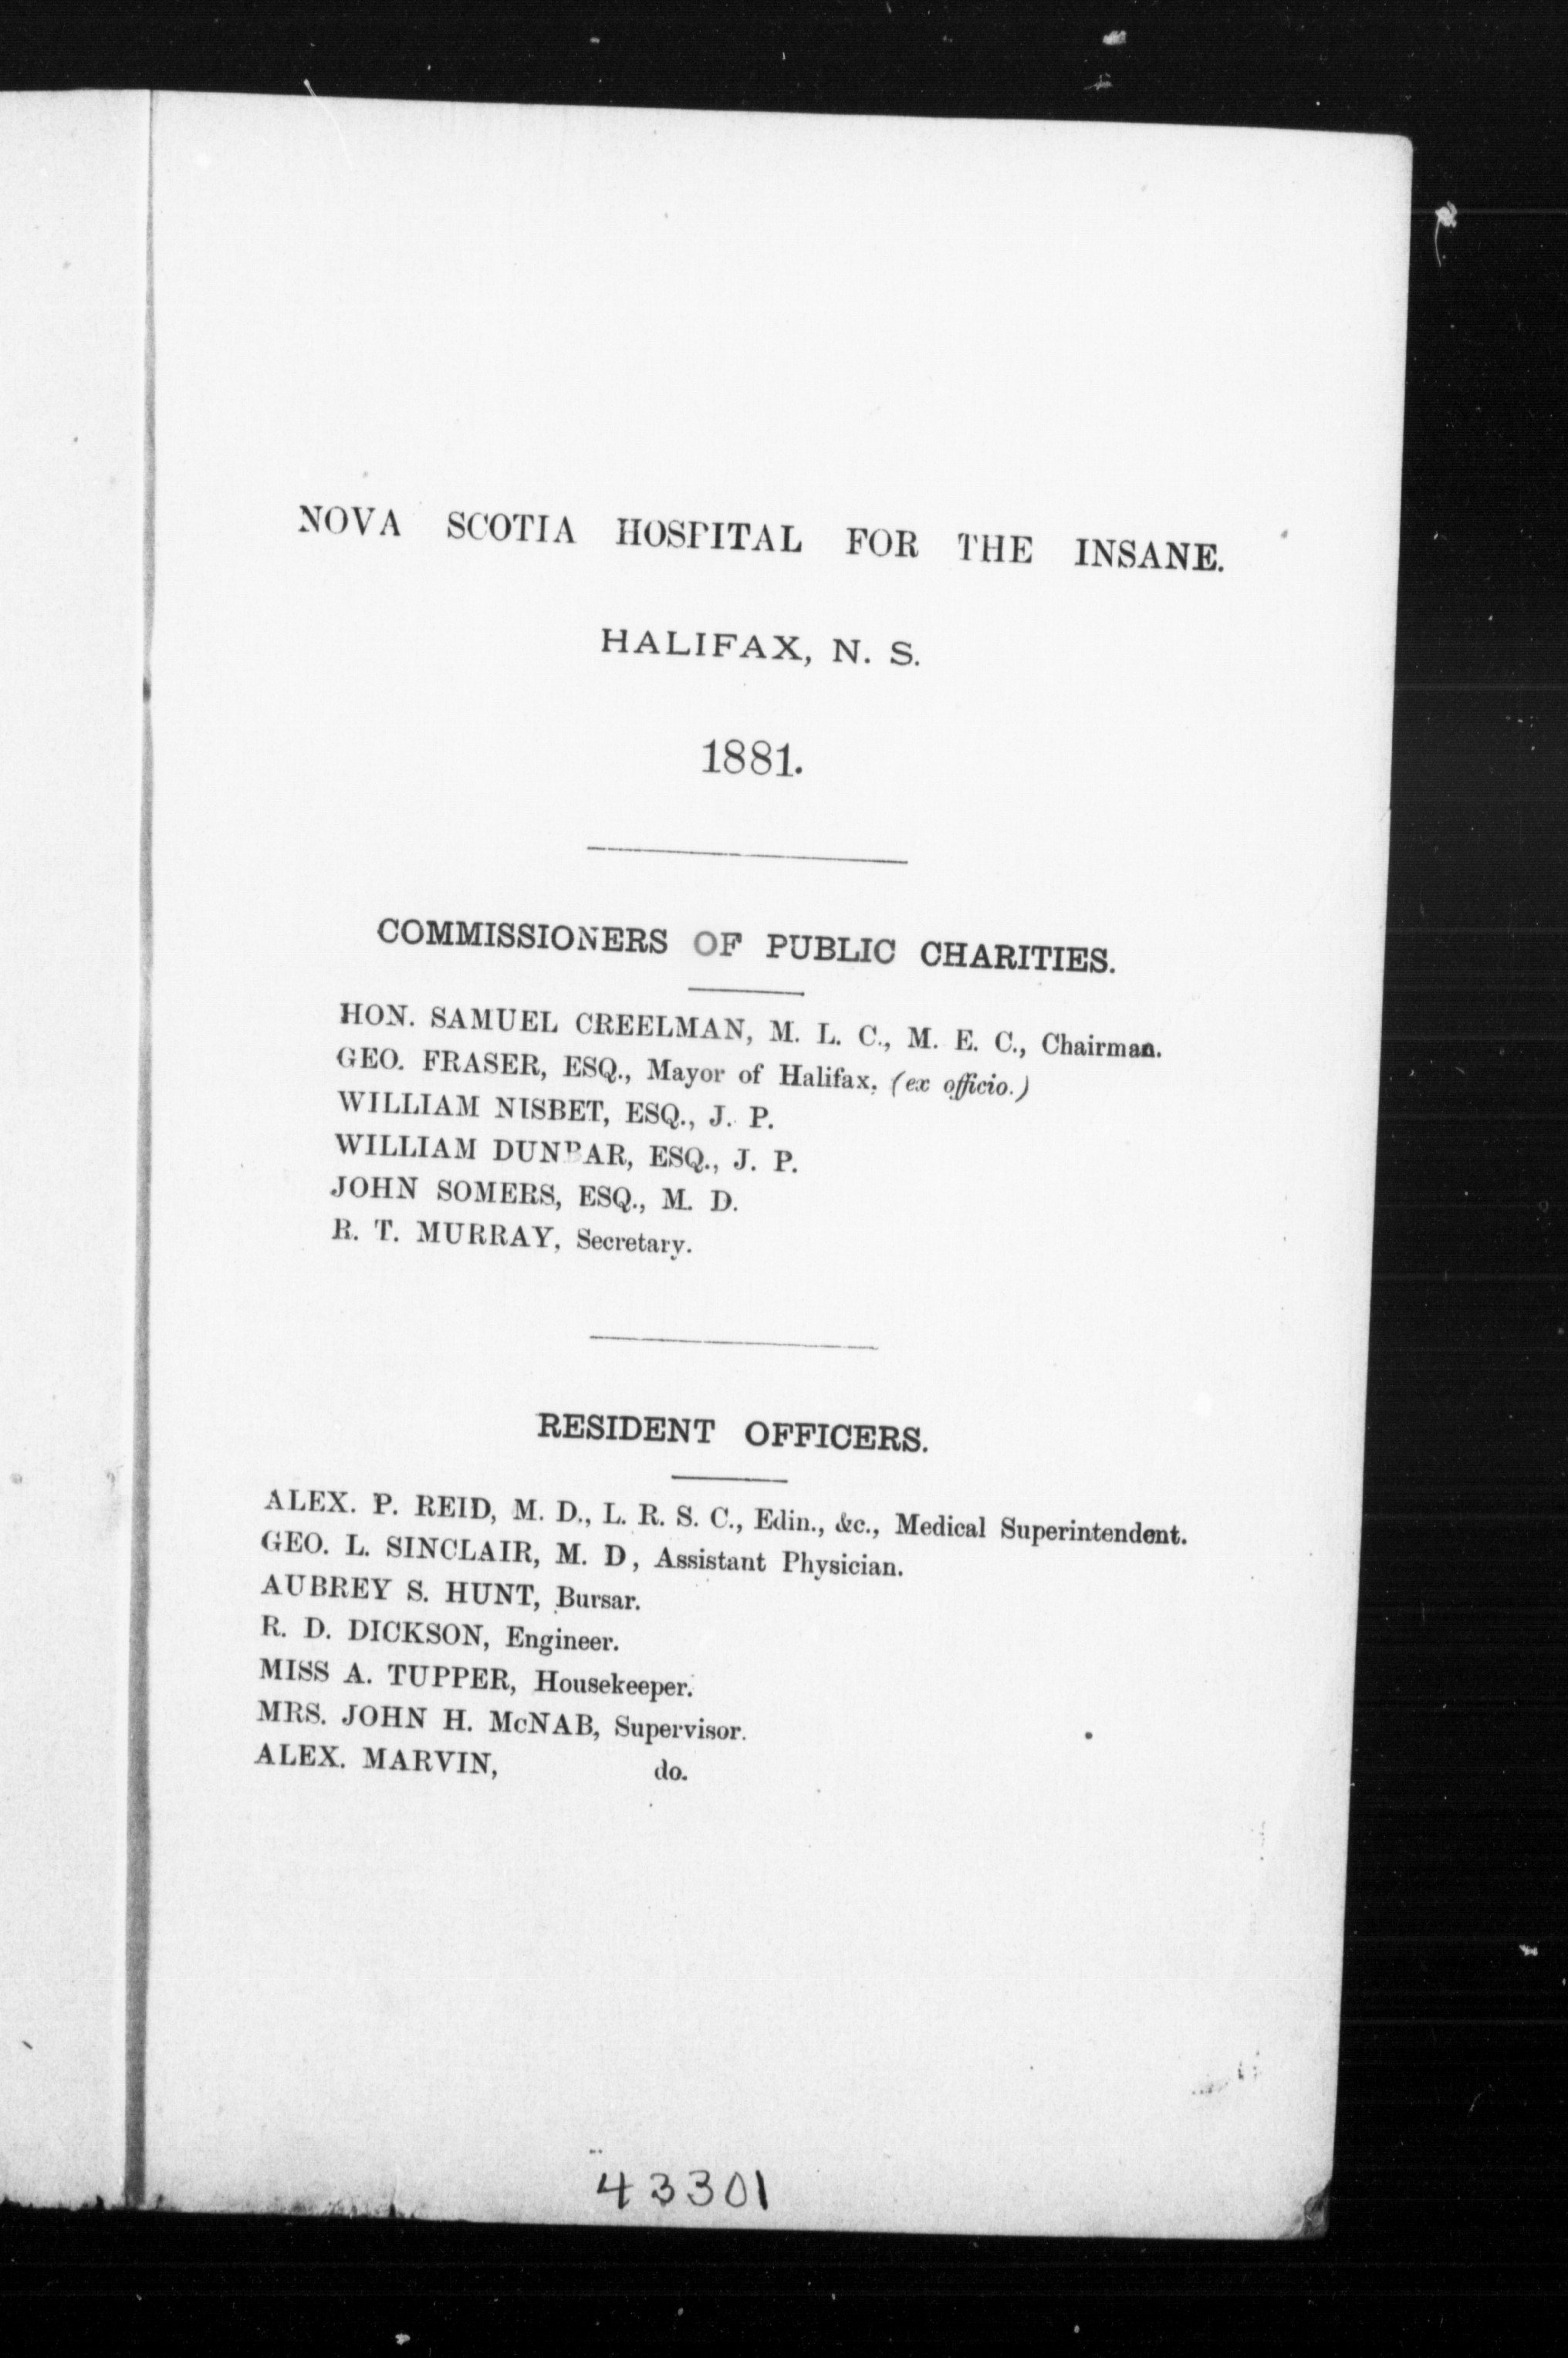 NOVA SCOTIA HOSPITAL FOR THE INSANE.
HALIFAX, N. S.
1881.
COMMISSIONERS OF PUBLIC CHARITIES.
HON. SAMUEL CREELMAN, M. L. C., M. E. C., Chairman.
GEO. FRASER, ESQ., Mayor of Halifax, (ex officio.)
WILLIAM NISBET, ESQ., J. P.
WILLIAM DUNBAR, ESQ., J. P.
JOHN SOMERS, ESQ., M. D.
R. T. MURRAY, Secretary.
RESIDENT OFFICERS.
ALEX. P. REID, M. D., L. R. S. C., Edin., &c., Medical Superintendent.
GEO. L. SINCLAIR, M. D, Assistant Physician.
AUBREY S. HUNT, Bursar.
R. D. DICKSON, Engineer.
MISS A. TUPPER, Housekeeper.
MRS. JOHN H. McNAB, Supervisor.
ALEX. MARVIN, do.
43301